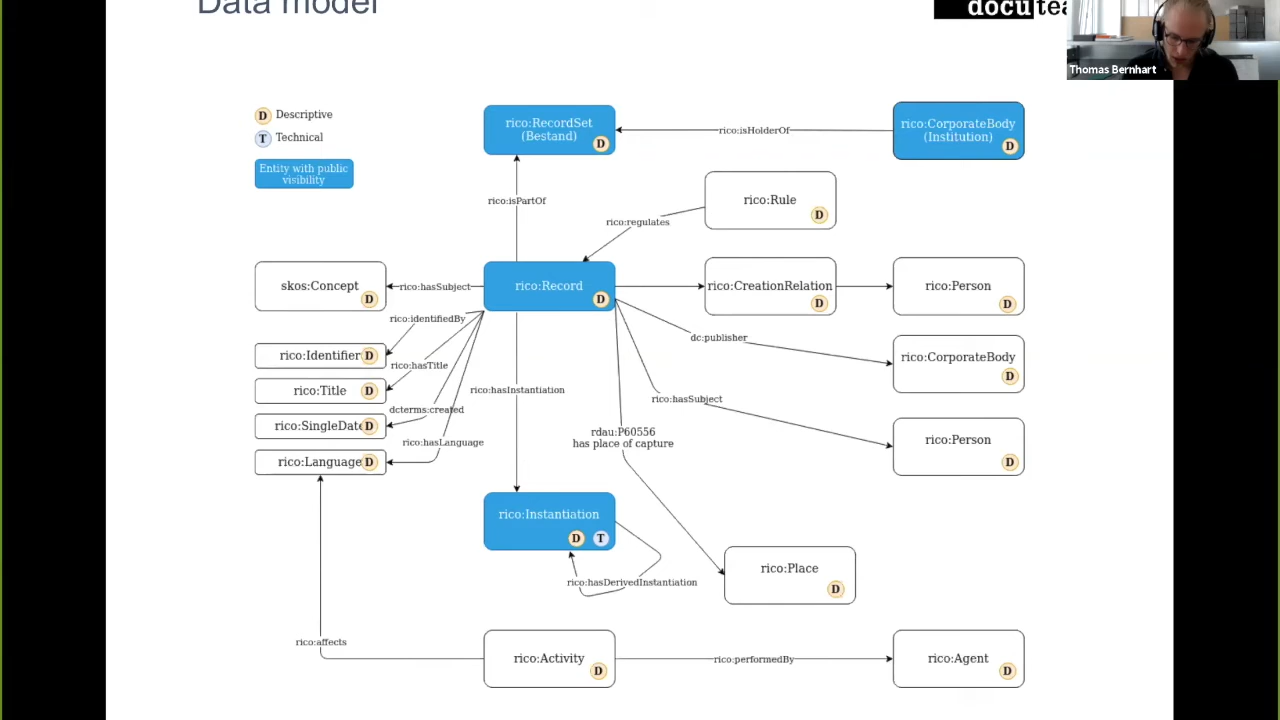 Data model
docutea
Thomas Bernhart
D Descriptive
T Technical
Entity with public
visibility
rico:RecordSet
(Bestand)
D
rico:isHolderOf
rico:CorporateBody
(Institution)
D
rico:isPartOf
rico:Rule
D
rico:regulates
skos:Concept
D
rico:hasSubject
rico:Record
D
rico:CreationRelation
D
rico:Person
D
rico:identifiedBy
dc:publisher
rico:Identifier D
rico:hasTitle
rico:CorporateBody
D
rico:Title D
rico:hasInstantiation
rico:hasSubject
dcterms:created
rico:SingleDate D
rdau:P60556
has place of capture
rico:hasLanguage
rico:Person
D
rico:Language D
rico:Instantiation
D T
rico:hasDerivedInstantiation
rico:Place
D
rico:affects
rico:Activity
D
rico:performedBy
rico:Agent
D